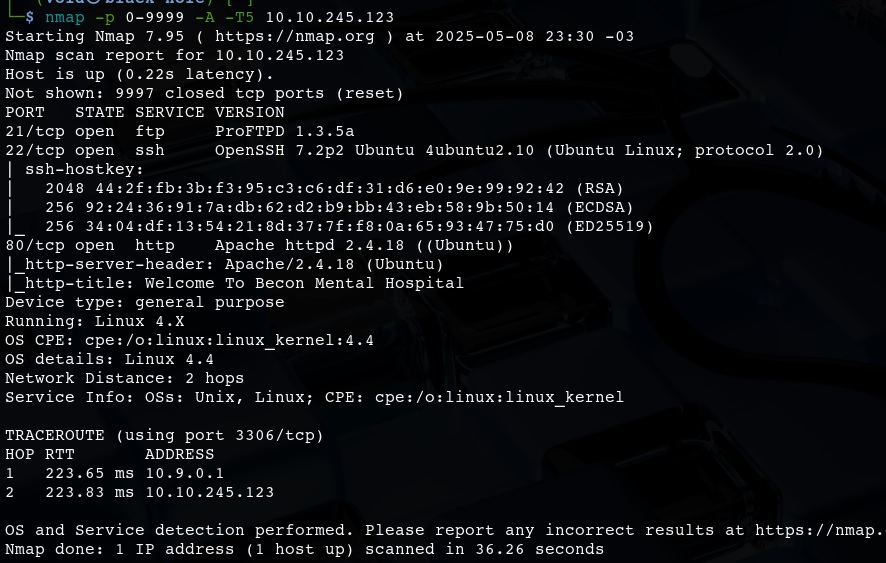 └─$ nmap -p 0-9999 -A -T5 10.10.245.123
Starting Nmap 7.95 ( https://nmap.org ) at 2025-05-08 23:30 -03
Nmap scan report for 10.10.245.123
Host is up (0.22s latency).
Not shown: 9997 closed tcp ports (reset)
PORT   STATE SERVICE VERSION
21/tcp open  ftp     ProFTPD 1.3.5a
22/tcp open  ssh     OpenSSH 7.2p2 Ubuntu 4ubuntu2.10 (Ubuntu Linux; protocol 2.0)
| ssh-hostkey:
|   2048 44:2f:fb:3b:f3:95:c3:c6:df:31:d6:e0:9e:99:92:42 (RSA)
|   256 92:24:36:91:7a:db:62:d2:b9:bb:43:eb:58:9b:50:14 (ECDSA)
|_  256 34:04:df:13:54:21:8d:37:7f:f8:0a:65:93:47:75:d0 (ED25519)
80/tcp open  http    Apache httpd 2.4.18 ((Ubuntu))
|_http-server-header: Apache/2.4.18 (Ubuntu)
|_http-title: Welcome To Becon Mental Hospital
Device type: general purpose
Running: Linux 4.X
OS CPE: cpe:/o:linux:linux_kernel:4.4
OS details: Linux 4.4
Network Distance: 2 hops
Service Info: OSs: Unix, Linux; CPE: cpe:/o:linux:linux_kernel
TRACEROUTE (using port 3306/tcp)
HOP RTT       ADDRESS
1   223.65 ms 10.9.0.1
2   223.83 ms 10.10.245.123
OS and Service detection performed. Please report any incorrect results at https://nmap.
Nmap done: 1 IP address (1 host up) scanned in 36.26 seconds